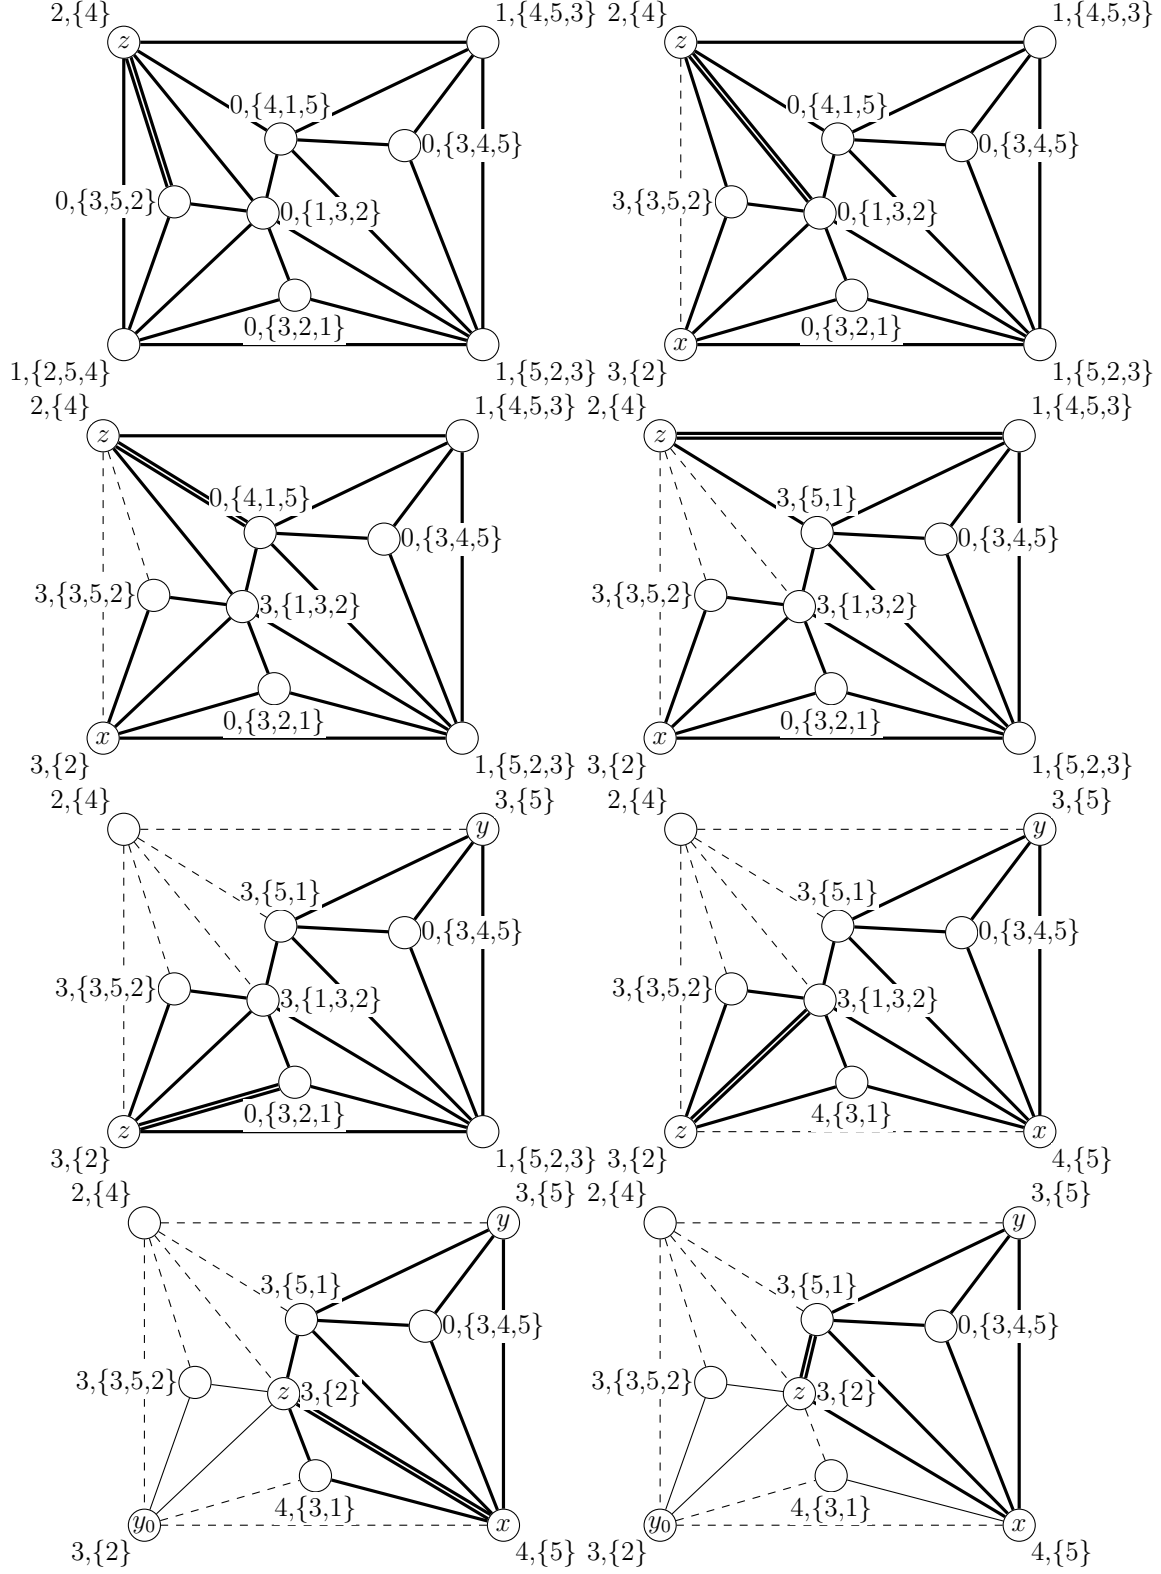 2,{4} 1,{4,5,3} 2,{4} 1,{4,5,3}
z z
0,{4,1,5} 0,{4,1,5}
0,{3,4,5} 0,{3,4,5}
0,{3,5,2} 0,{1,3,2} 3,{3,5,2} 0,{1,3,2}
0,{3,2,1} 0,{3,2,1}
x
1,{2,5,4} 1,{5,2,3} 3,{2} 1,{5,2,3}
2,{4} 1,{4,5,3} 2,{4} 1,{4,5,3}
z z
0,{4,1,5} 3,{5,1}
0,{3,4,5} 0,{3,4,5}
3,{3,5,2} 3,{1,3,2} 3,{3,5,2} 3,{1,3,2}
0,{3,2,1} 0,{3,2,1}
x x
3,{2} 1,{5,2,3} 3,{2} 1,{5,2,3}
2,{4} 3,{5} 2,{4} 3,{5}
y y
3,{5,1} 3,{5,1}
0,{3,4,5} 0,{3,4,5}
3,{3,5,2} 3,{1,3,2} 3,{3,5,2} 3,{1,3,2}
0,{3,2,1} 4,{3,1}
z z x
3,{2} 1,{5,2,3} 3,{2} 4,{5}
2,{4} 3,{5} 2,{4} 3,{5}
y y
3,{5,1} 3,{5,1}
0,{3,4,5} 0,{3,4,5}
3,{3,5,2} z 3,{2} 3,{3,5,2} z 3,{2}
4,{3,1} 4,{3,1}
y₀ x y₀ x
3,{2} 4,{5} 3,{2} 4,{5}